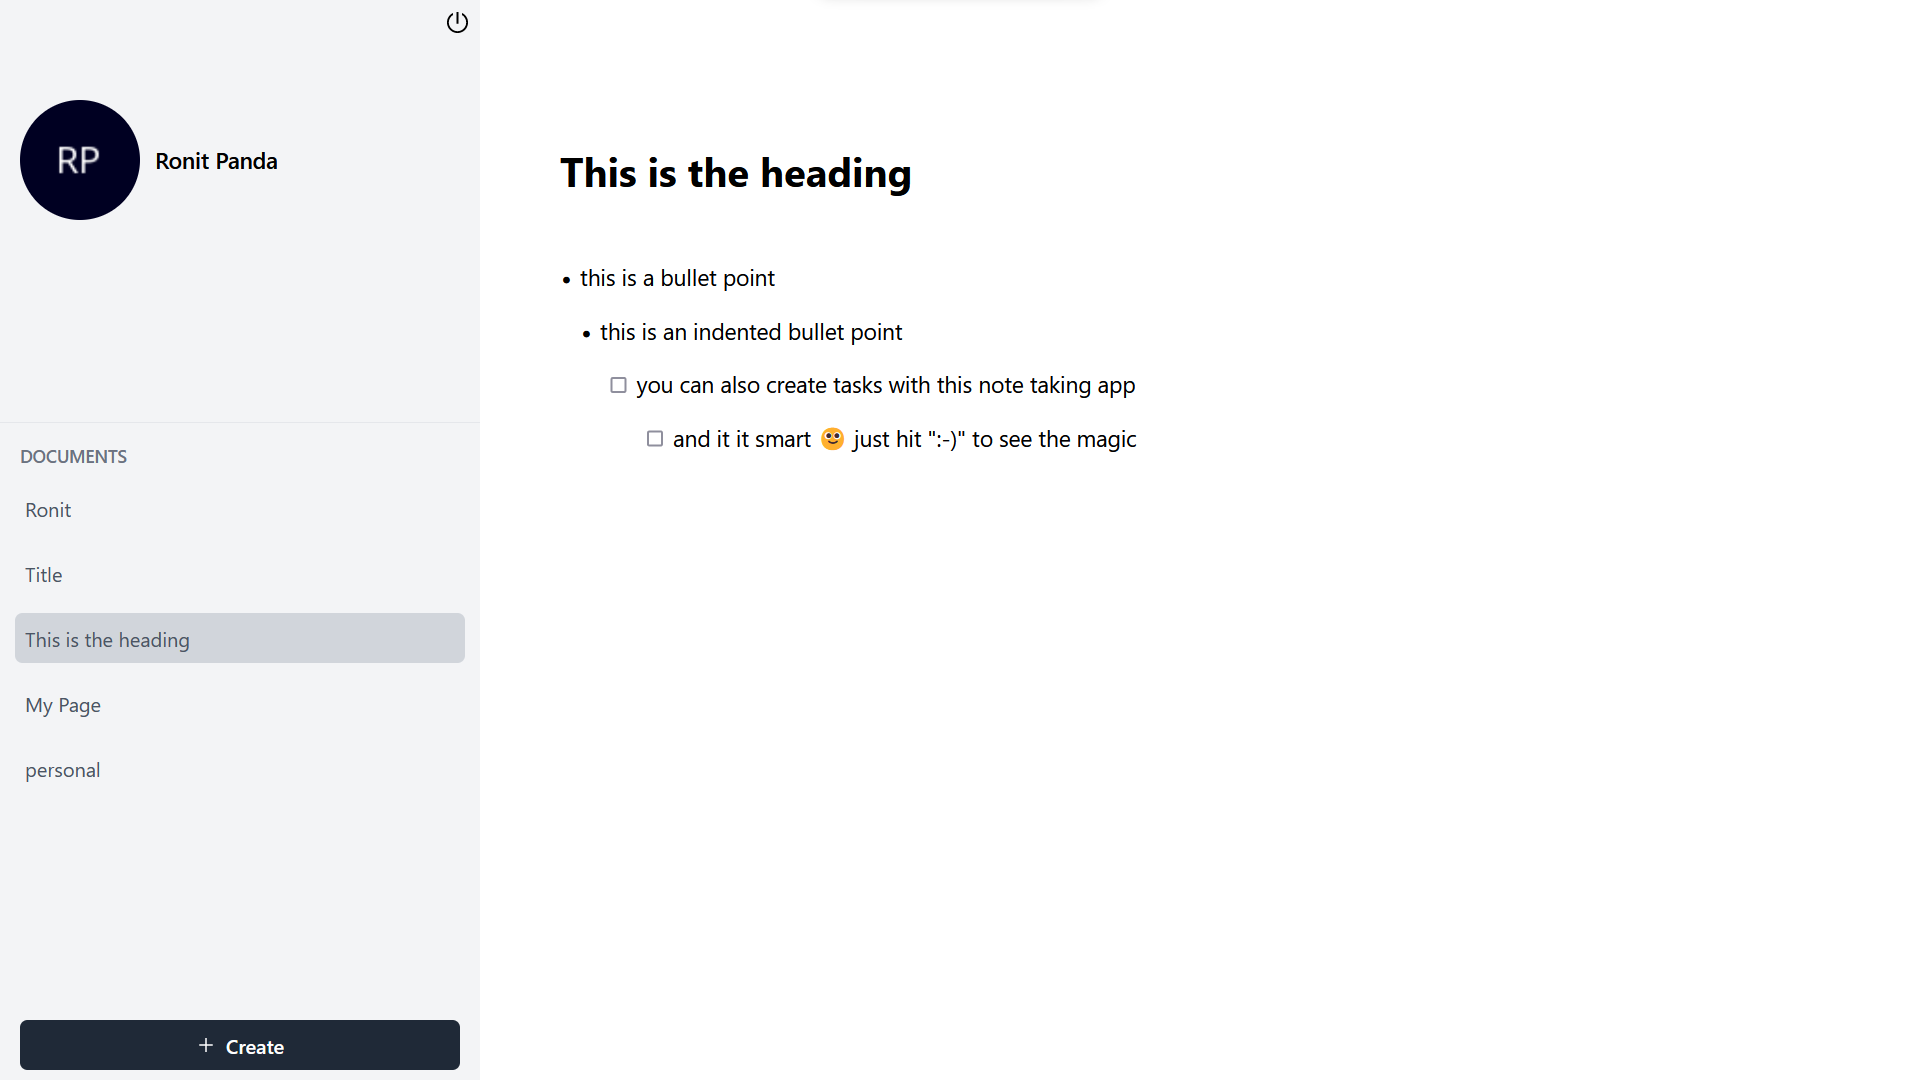 RP
Ronit Panda
DOCUMENTS
Ronit
Title
This is the heading
My Page
personal
+ Create
This is the heading
• this is a bullet point
• this is an indented bullet point
☐ you can also create tasks with this note taking app
☐ and it it smart 🙂 just hit ":-)" to see the magic